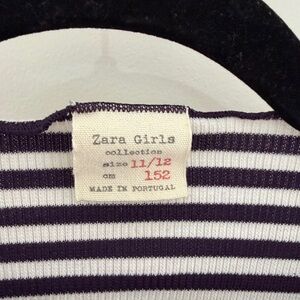 Zara Girls
collection
size 11/12
cm 152
MADE IN PORTUGAL